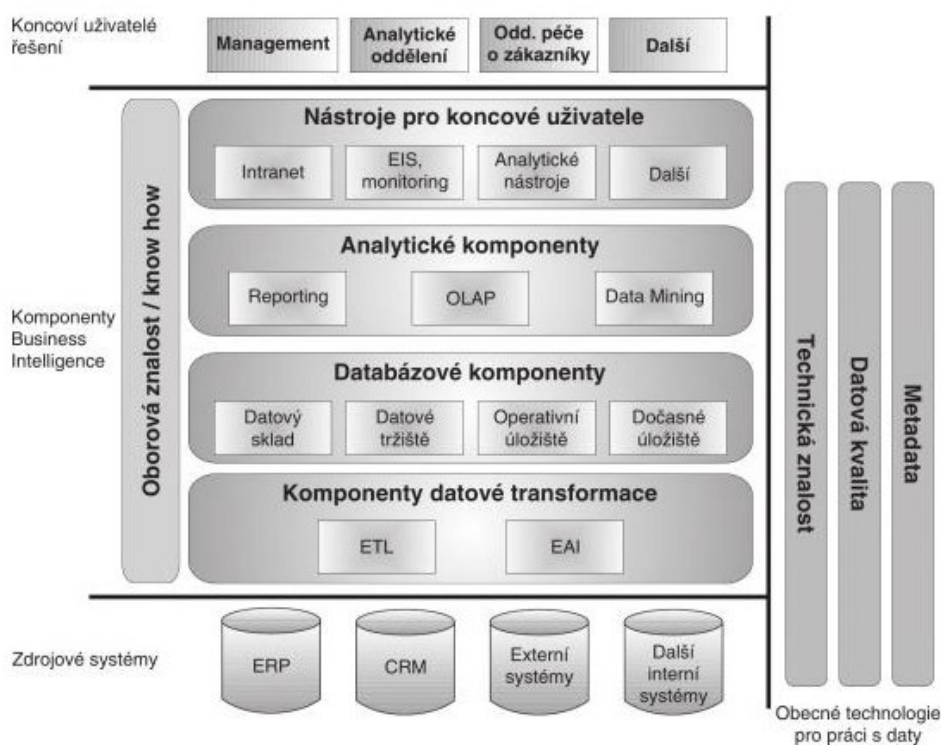 Koncoví uživatelé
řešení
Management
Analytické
oddělení
Odd. péče
o zákazníky
Další
Nástroje pro koncové uživatele
Intranet
EIS,
monitoring
Analytické
nástroje
Další
Analytické komponenty
Reporting
OLAP
Data Mining
Komponenty
Business
Intelligence
Oborová znalost / know how
Databázové komponenty
Datový
sklad
Datové
tržiště
Operativní
úložiště
Dočasné
úložiště
Komponenty datové transformace
ETL
EAI
Technická znalost
Datová kvalita
Metadata
Zdrojové systémy
ERP
CRM
Externí
systémy
Další
interní
systémy
Obecné technologie
pro práci s daty